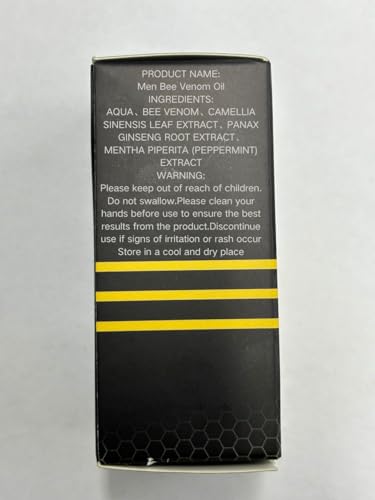 PRODUCT NAME:
Men Bee Venom Oil
INGREDIENTS:
AQUA、BEE VENOM、CAMELLIA
SINENSIS LEAF EXTRACT、PANAX
GINSENG ROOT EXTRACT、
MENTHA PIPERITA (PEPPERMINT)
EXTRACT
WARNING;
Please keep out of reach of children.
Do not swallow.Please clean your
hands before use to ensure the best
results from the product.Discontinue
use if signs of irritation or rash occur
Store in a cool and dry place